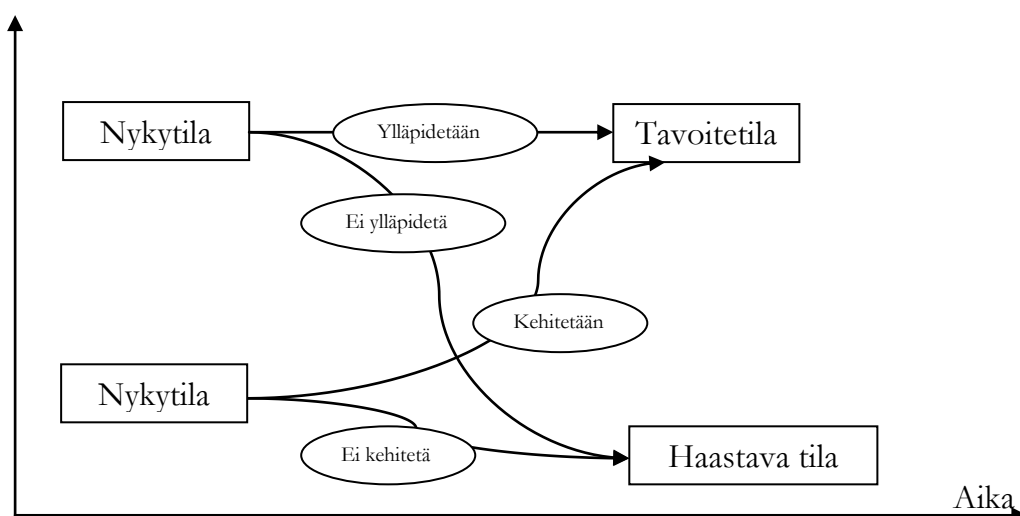 Nykytila
Ylläpidetään
Tavoitetila
Ei ylläpidetä
Kehitetään
Nykytila
Ei kehitetä
Haastava tila
Aika